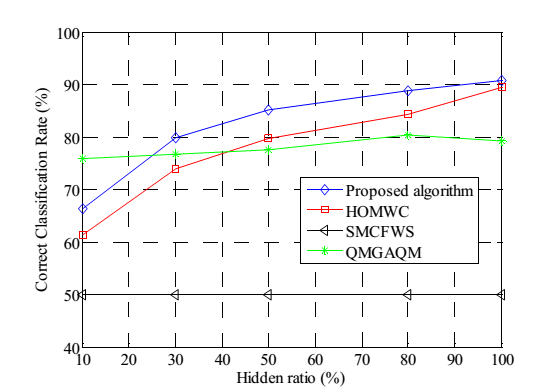 Correct Classification Rate (%)
100
90
80
70
60
50
40
10 20 30 40 50 60 70 80 90 100
Hidden ratio (%)
Proposed algorithm
HOMWC
SMCFWS
QMGAQM